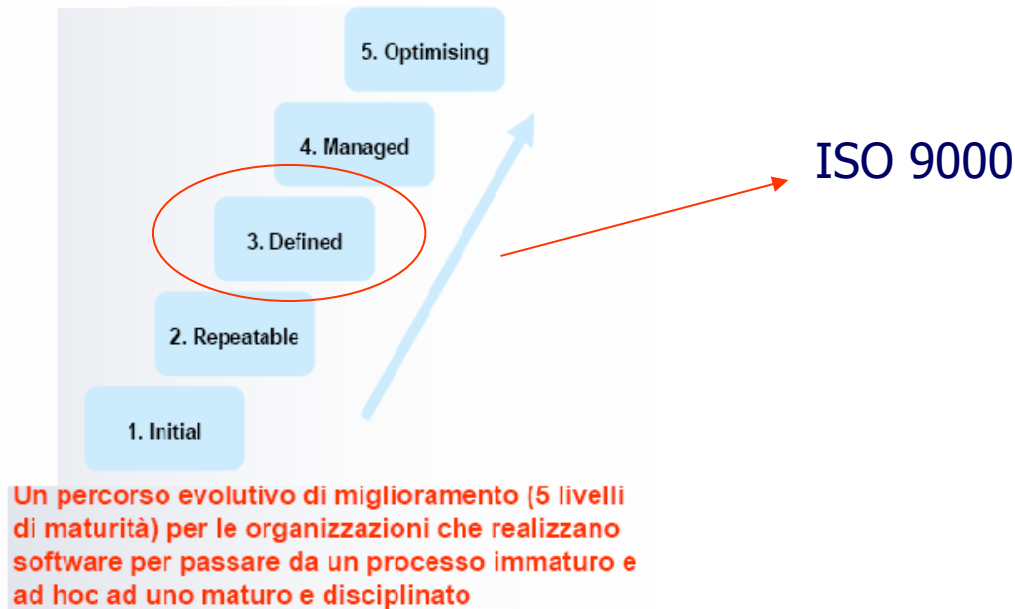 5. Optimising
4. Managed
ISO 9000
3. Defined
2. Repeatable
1. Initial
Un percorso evolutivo di miglioramento (5 livelli
di maturità) per le organizzazioni che realizzano
software per passare da un processo immaturo e
ad hoc ad uno maturo e disciplinato